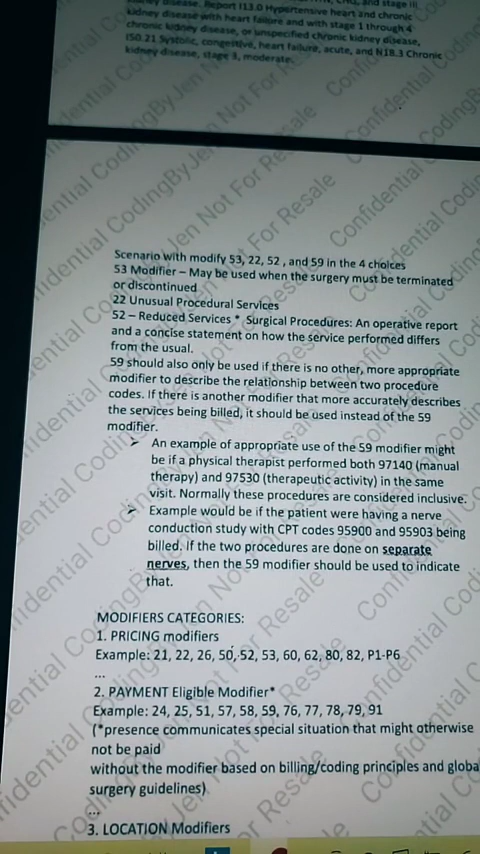 disease. Report I13.0 Hypertensive heart and chronic
kidney disease with heart failure and with stage 1 through 4
chronic kidney disease, or unspecified chronic kidney disease,
I50.21 Systolic, congestive, heart failure, acute, and N18.3 Chronic
kidney disease, stage 3, moderate.
Scenario with modify 53, 22, 52 , and 59 in the 4 choices
53 Modifier – May be used when the surgery must be terminated
or discontinued
22 Unusual Procedural Services
52 – Reduced Services * Surgical Procedures: An operative report
and a concise statement on how the service performed differs
from the usual.
59 should also only be used if there is no other, more appropriate
modifier to describe the relationship between two procedure
codes. If there is another modifier that more accurately describes
the services being billed, it should be used instead of the 59
modifier.
➢ An example of appropriate use of the 59 modifier might
be if a physical therapist performed both 97140 (manual
therapy) and 97530 (therapeutic activity) in the same
visit. Normally these procedures are considered inclusive.
➢ Example would be if the patient were having a nerve
conduction study with CPT codes 95900 and 95903 being
billed. If the two procedures are done on separate
nerves, then the 59 modifier should be used to indicate
that.
MODIFIERS CATEGORIES:
1. PRICING modifiers
Example: 21, 22, 26, 50, 52, 53, 60, 62, 80, 82, P1-P6
...
2. PAYMENT Eligible Modifier*
Example: 24, 25, 51, 57, 58, 59, 76, 77, 78, 79, 91
(*presence communicates special situation that might otherwise
not be paid
without the modifier based on billing/coding principles and globa
surgery guidelines)
...
3. LOCATION Modifiers
Confidential CodingByJen Not For Resale